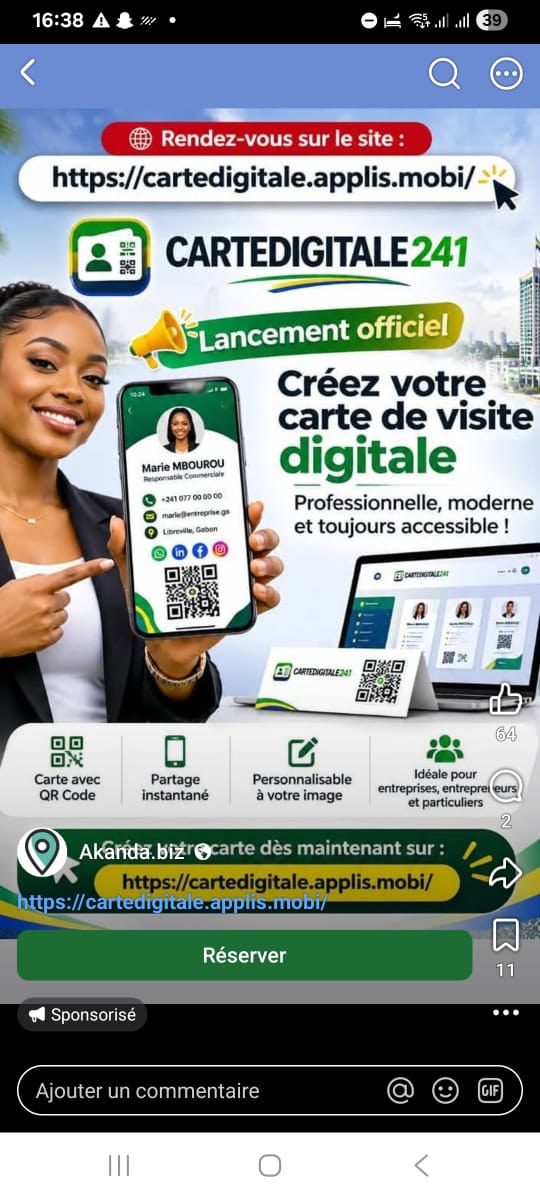 16:38
39
Rendez-vous sur le site :
https://cartedigitale.applis.mobi/
CARTEDIGITALE241
Lancement officiel
Créez votre
carte de visite
digitale
Professionnelle, moderne
et toujours accessible !
10:24
Marie MBOUROU
Responsable Commerciale
+241 077 00 00 00
marie@entreprise.ga
Libreville, Gabon
CARTEDIGITALE241
CARTEDIGITALE241
64
Carte avec
QR Code
Partage
instantané
Personnalisable
à votre image
Idéale pour
entreprises, entrepreneurs
et particuliers
2
Créez votre carte dès maintenant sur :
Akanda.biz
https://cartedigitale.applis.mobi/
https://cartedigitale.applis.mobi/
Réserver
11
Sponsorisé
Ajouter un commentaire
GIF